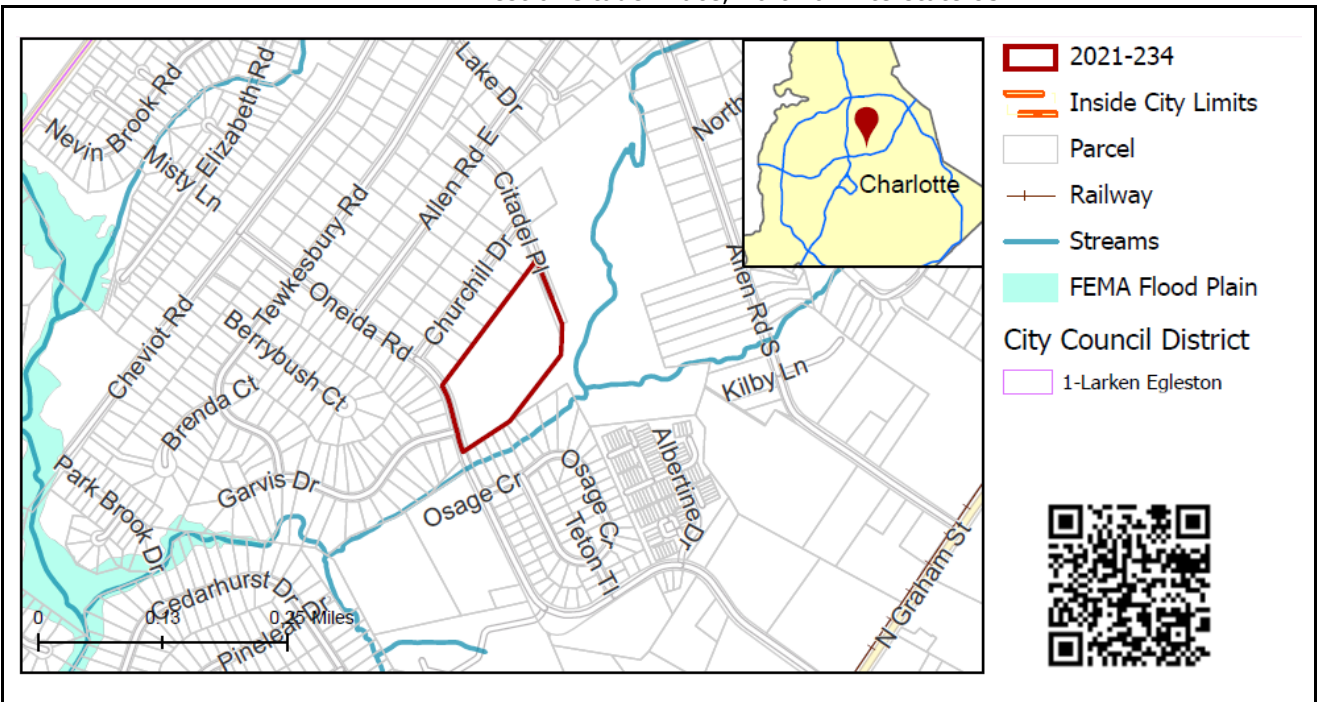 Nevin Brook Rd
Misty Ln
Elizabeth Rd
Lake Dr
Allen Rd E
Citadel Pl
Churchill Dr
Tewkesbury Rd
Oneida Rd
Berrybush Ct
Cheviot Rd
Brenda Ct
Garvis Dr
Park Brook Dr
Cedarhurst Dr
Pineleaf Dr
Osage Cr
Osage Cr
Teton Tl
Albertine Dr
Kilby Ln
Allen Rd S
North
N Graham St
Charlotte
0 0.13 0.25 Miles
2021-234
Inside City Limits
Parcel
Railway
Streams
FEMA Flood Plain
City Council District
1-Larken Egleston